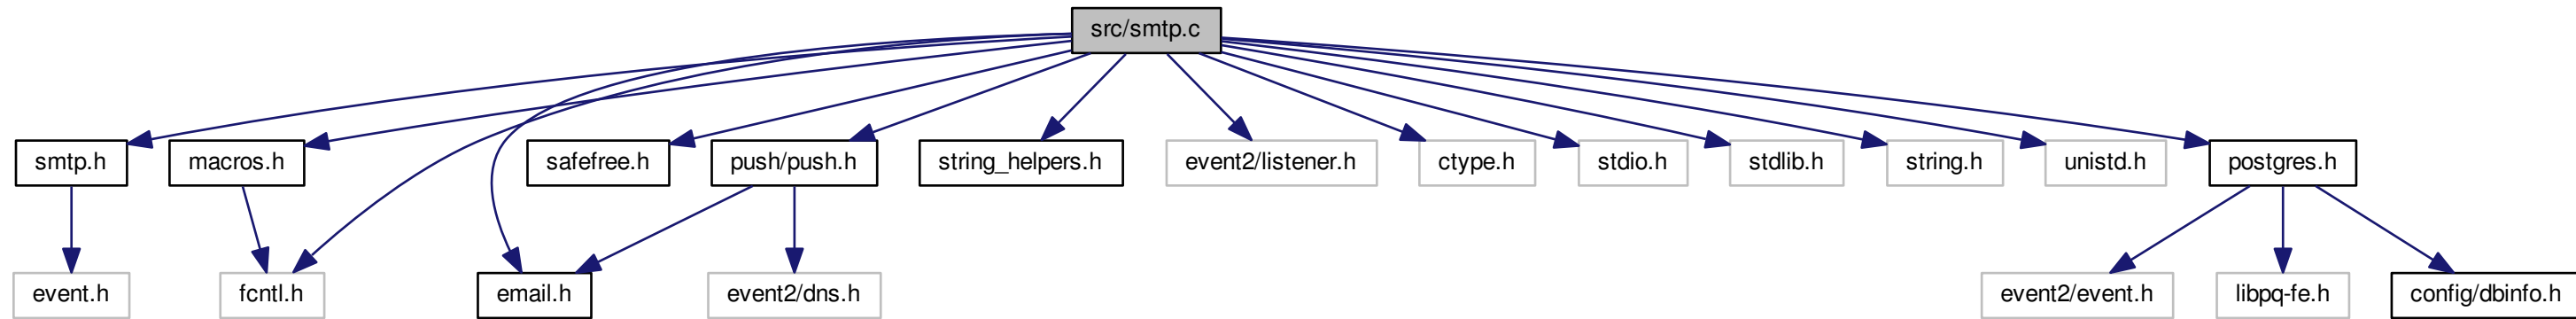 src/smtp.c
smtp.h
macros.h
safefree.h
push/push.h
string_helpers.h
event2/listener.h
ctype.h
stdio.h
stdlib.h
string.h
unistd.h
postgres.h
event.h
fcntl.h
email.h
event2/dns.h
event2/event.h
libpq-fe.h
config/dbinfo.h